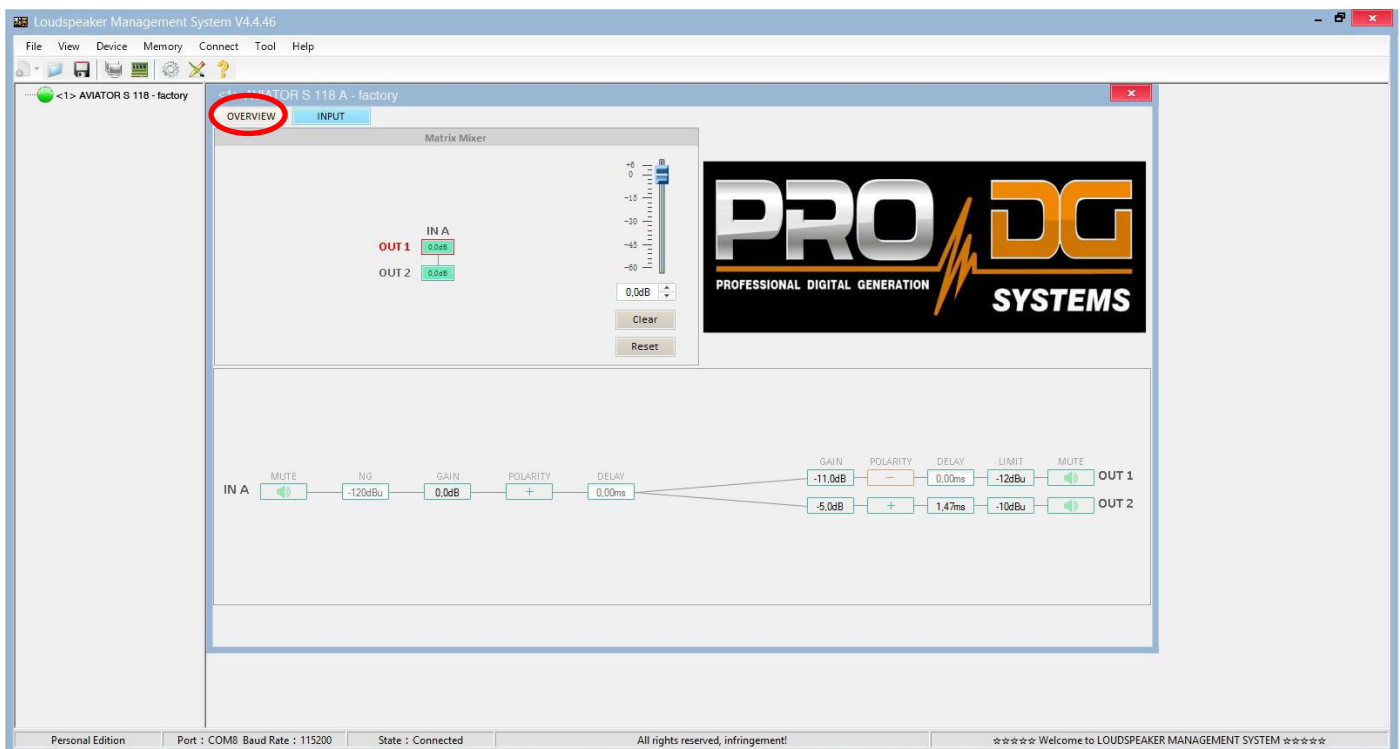 Loudspeaker Management System V4.4.46
File View Device Memory Connect Tool Help
<1> AVIATOR S 118 - factory
<1> AVIATOR S 118 A - factory
OVERVIEW INPUT
Matrix Mixer
+6
0
-15
-30
-45
-60
IN A
OUT 1 0,0dB
OUT 2 0,0dB
0,0dB
Clear
Reset
PRO DG
PROFESSIONAL DIGITAL GENERATION
SYSTEMS
MUTE NG GAIN POLARITY DELAY
IN A -120dBu 0,0dB + 0,00ms
GAIN POLARITY DELAY LIMIT MUTE
-11,0dB - 0,00ms -12dBu OUT 1
-5,0dB + 1,47ms -10dBu OUT 2
Personal Edition Port : COM8 Baud Rate : 115200 State : Connected All rights reserved, infringement! ☆☆☆☆☆ Welcome to LOUDSPEAKER MANAGEMENT SYSTEM ☆☆☆☆☆